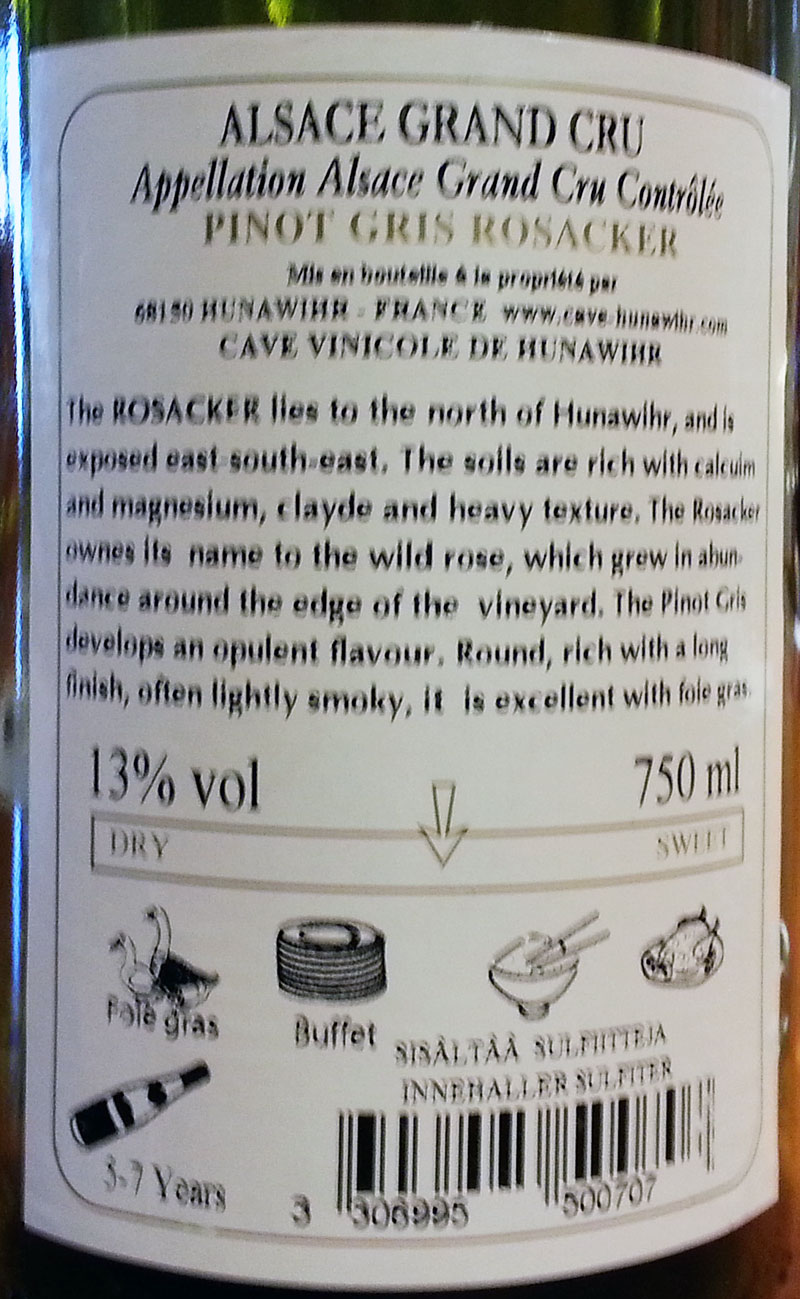 ALSACE GRAND CRU
Appellation Alsace Grand Cru Contrôlée
PINOT GRIS ROSACKER
Mis en bouteille à la propriété par
68150 HUNAWIHR - FRANCE www.cave-hunawihr.com
CAVE VINICOLE DE HUNAWIHR
The ROSACKER lies to the north of Hunawihr, and is
exposed east south-east. The soils are rich with calcuim
and magnesium, clayde and heavy texture. The Rosacker
ownes its name to the wild rose, which grew in abun-
dance around the edge of the vineyard. The Pinot Gris
develops an opulent flavour. Round, rich with a long
finish, often lightly smoky, it is excellent with foie gras.
13% vol 750 ml
DRY SWEET
Foie gras
Buffet
SISÂLTÂÂ SULFIITTEJA
INNEHALLER SULFITER
5-7 Years
3 306995 500707